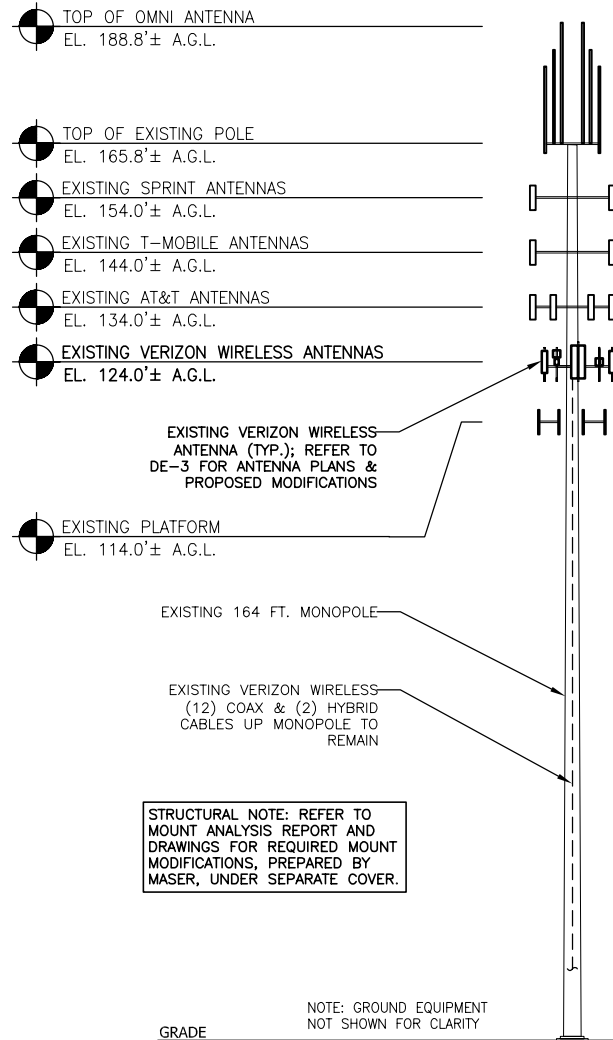 TOP OF OMNI ANTENNA
EL. 188.8'± A.G.L.
TOP OF EXISTING POLE
EL. 165.8'± A.G.L.
EXISTING SPRINT ANTENNAS
EL. 154.0'± A.G.L.
EXISTING T-MOBILE ANTENNAS
EL. 144.0'± A.G.L.
EXISTING AT&T ANTENNAS
EL. 134.0'± A.G.L.
EXISTING VERIZON WIRELESS ANTENNAS
EL. 124.0'± A.G.L.
EXISTING VERIZON WIRELESS
ANTENNA (TYP.); REFER TO
DE-3 FOR ANTENNA PLANS &
PROPOSED MODIFICATIONS
EXISTING PLATFORM
EL. 114.0'± A.G.L.
EXISTING 164 FT. MONOPOLE
EXISTING VERIZON WIRELESS
(12) COAX & (2) HYBRID
CABLES UP MONOPOLE TO
REMAIN
STRUCTURAL NOTE: REFER TO
MOUNT ANALYSIS REPORT AND
DRAWINGS FOR REQUIRED MOUNT
MODIFICATIONS, PREPARED BY
MASER, UNDER SEPARATE COVER.
NOTE: GROUND EQUIPMENT
NOT SHOWN FOR CLARITY
GRADE